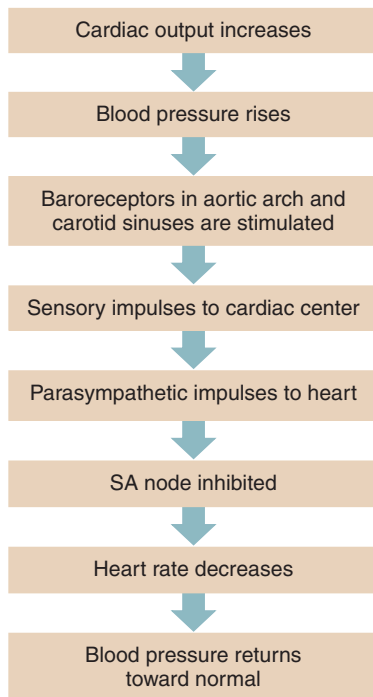 Cardiac output increases
Blood pressure rises
Baroreceptors in aortic arch and
carotid sinuses are stimulated
Sensory impulses to cardiac center
Parasympathetic impulses to heart
SA node inhibited
Heart rate decreases
Blood pressure returns
toward normal